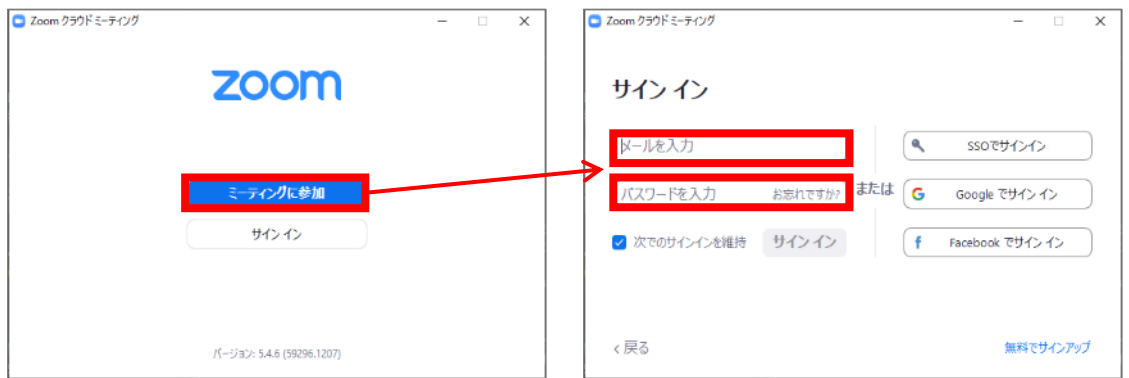 Zoom クラウド ミーティング
zoom
ミーティングに参加
サイン イン
バージョン: 5.4.6 (59296.1207)
Zoom クラウド ミーティング
サイン イン
メールを入力
パスワードを入力 お忘れですか?
次でのサインインを維持 サイン イン
または
SSOでサインイン
Google でサイン イン
Facebook でサイン イン
< 戻る
無料でサインアップ